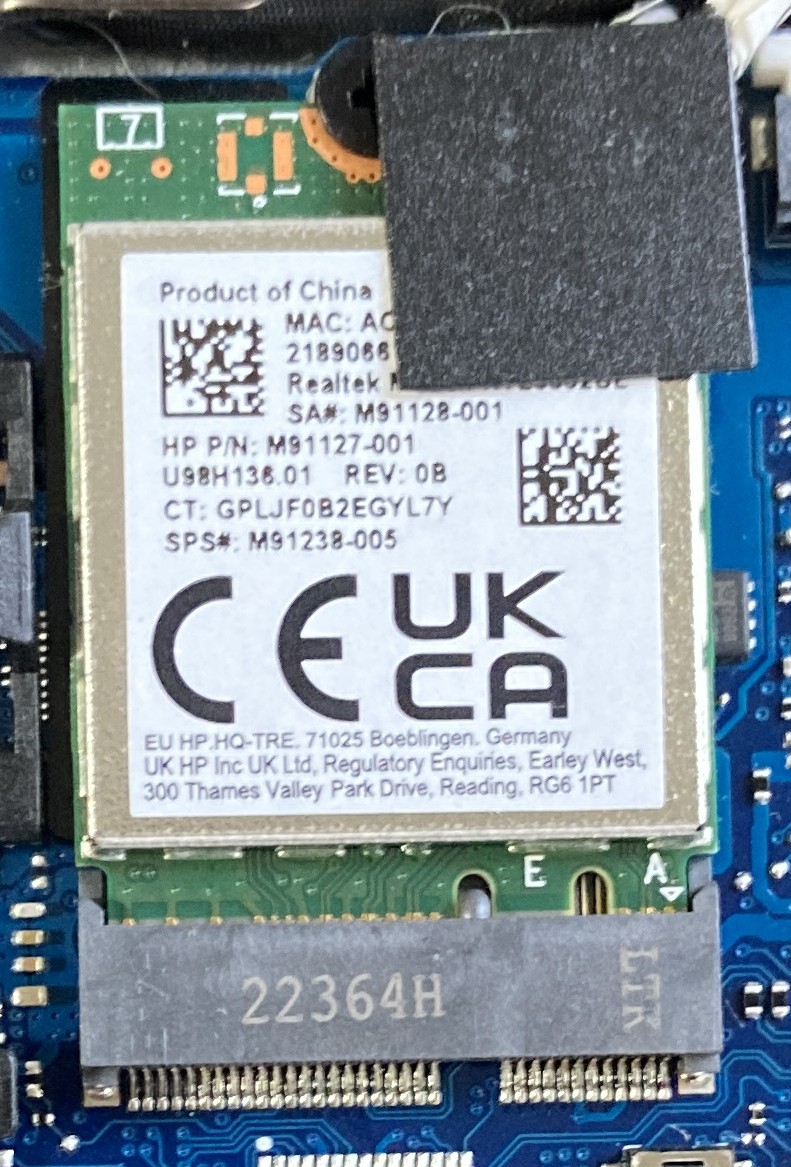 7
Product of China
MAC: AC
2189066
Realtek
SA#: M91128-001
HP P/N: M91127-001
U98H136.01 REV: 0B
CT: GPLJF0B2EGYL7Y
SPS#: M91238-005
CE
UK
CA
EU HP.HQ-TRE. 71025 Boeblingen. Germany
UK HP Inc UK Ltd, Regulatory Enquiries, Earley West,
300 Thames Valley Park Drive, Reading, RG6 1PT
E A
22364H
LTK